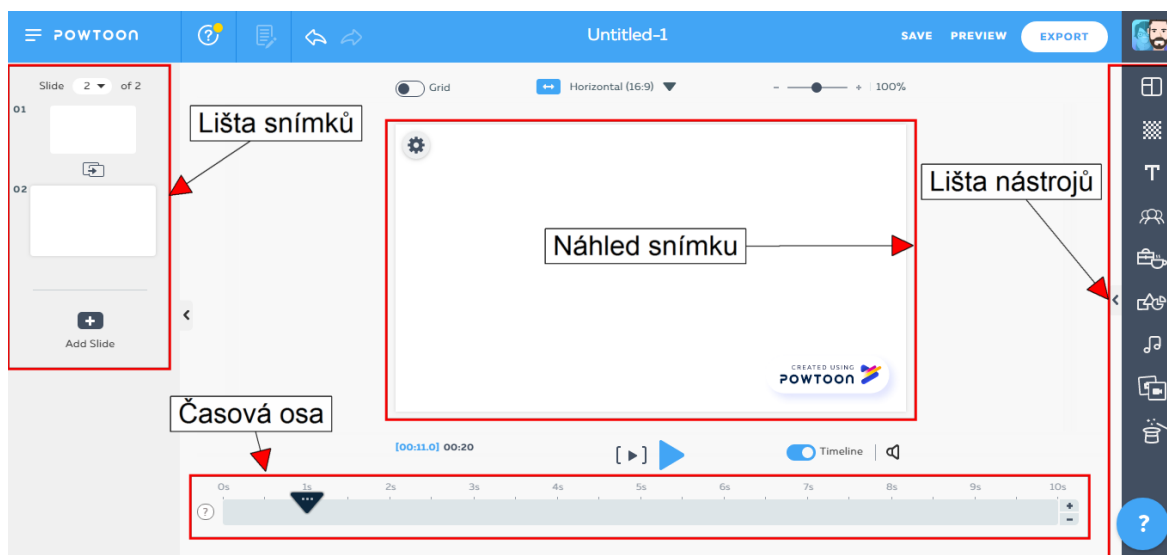 POWTOON
?
Untitled-1
SAVE PREVIEW EXPORT
Slide 2 of 2
01
02
Add Slide
Grid
Horizontal (16:9)
- + 100%
Lišta snímků
Náhled snímku
Lišta nástrojů
T
CREATED USING
POWTOON
Časová osa
[00:11.0] 00:20
Timeline
0s 1s 2s 3s 4s 5s 6s 7s 8s 9s 10s
?
+
-
?